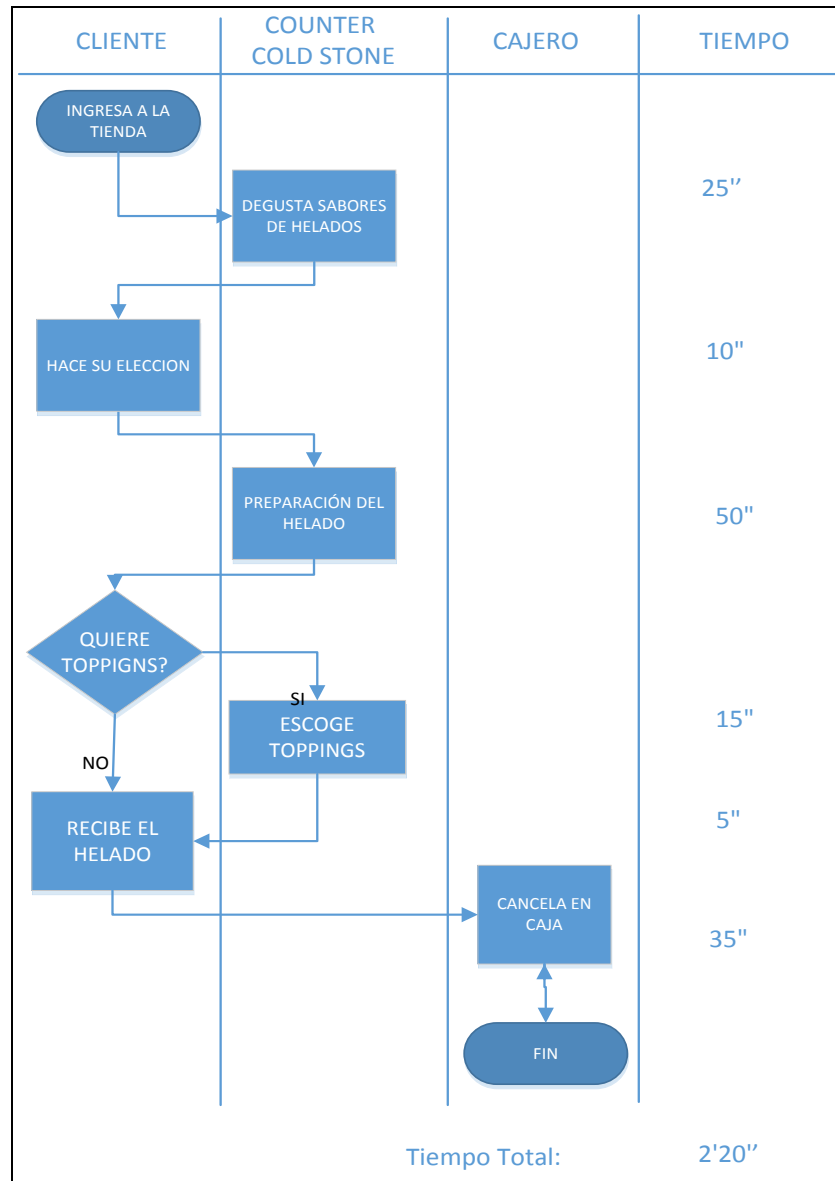 CLIENTE
COUNTER
COLD STONE
CAJERO
TIEMPO
INGRESA A LA
TIENDA
DEGUSTA SABORES
DE HELADOS
25''
HACE SU ELECCION
10"
PREPARACIÓN DEL
HELADO
50"
QUIERE
TOPPIGNS?
SI
ESCOGE
TOPPINGS
15"
NO
RECIBE EL
HELADO
5"
CANCELA EN
CAJA
35"
FIN
Tiempo Total:
2'20''